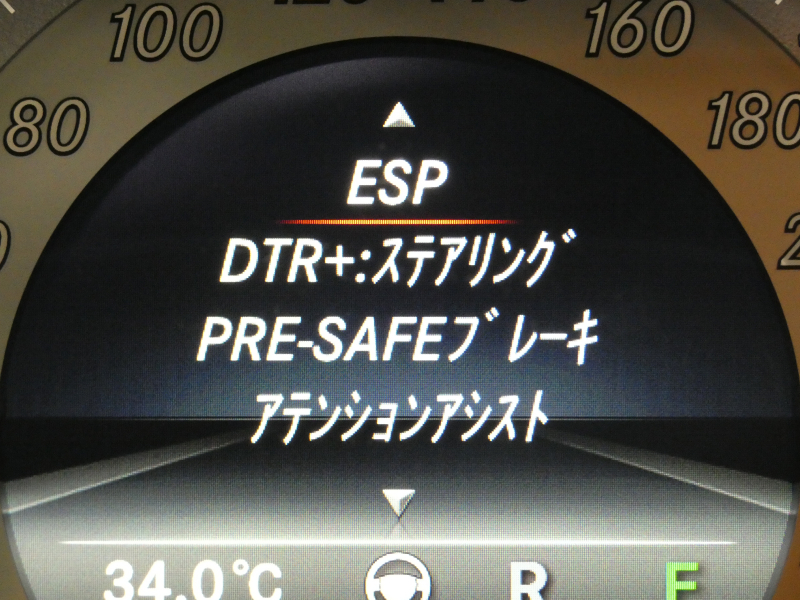 100
160
80
180
ESP
DTR+:ｽﾃｱﾘﾝｸﾞ
PRE-SAFEﾌﾞﾚｰｷ
ｱﾃﾝｼｮﾝｱｼｽﾄ
34.0℃ R E